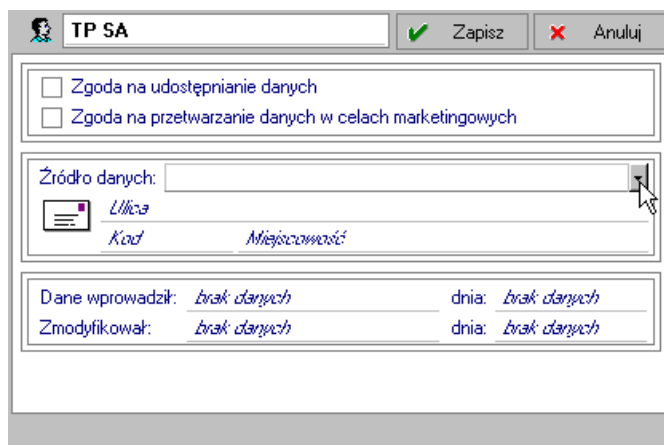 TP SA Zapisz Anuluj
Zgoda na udostępnianie danych
Zgoda na przetwarzanie danych w celach marketingowych
Źródło danych:
Ulica
Kod Miejscowość
Dane wprowadził: brak danych dnia: brak danych
Zmodyfikował: brak danych dnia: brak danych